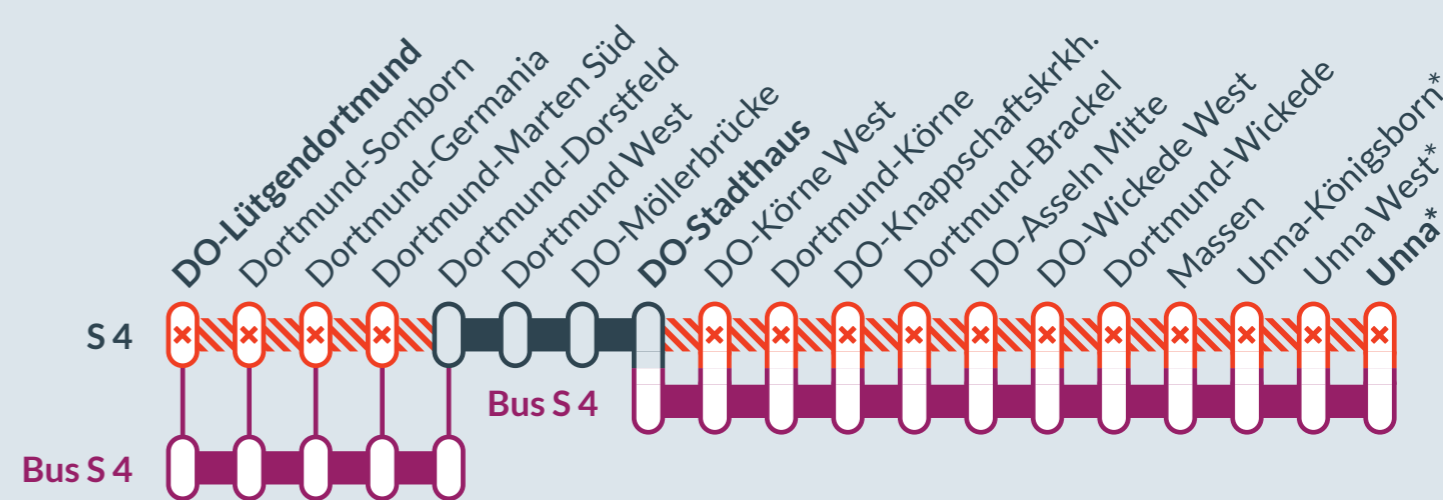 DO-Lütgendortmund
Dortmund-Somborn
Dortmund-Germania
Dortmund-Marten Süd
Dortmund-Dorstfeld
Dortmund West
DO-Möllerbrücke
DO-Stadthaus
DO-Körne West
Dortmund-Körne
DO-Knappschaftskrkh.
Dortmund-Brackel
DO-Asseln Mitte
DO-Wickede West
Dortmund-Wickede
Massen
Unna-Königsborn*
Unna West*
Unna*
S 4
Bus S 4
Bus S 4